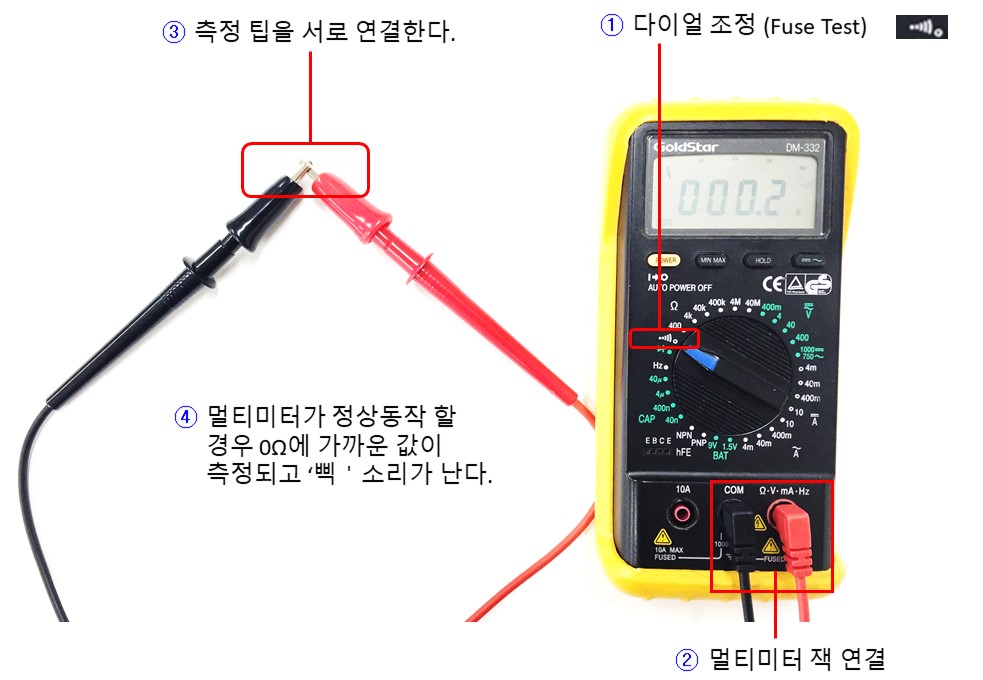 ③ 측정 팁을 서로 연결한다.
① 다이얼 조정 (Fuse Test)
GoldStar DM-332
000.2
POWER MIN MAX HOLD
AUTO POWER OFF
CE GS
Ω 4k 40k 400k 4M 40M 400m V
400 4
40
400
1000
750
Hz 4m
40μ 40m
4μ 400m
400n 10 A
CAP 40n 10
NPN PNP 9V 1.5V 4m 40m 400m A
E B C E hFE BAT
④ 멀티미터가 정상동작 할
경우 0Ω에 가까운 값이
측정되고 ‘삑 ' 소리가 난다.
10A COM Ω·V·mA·Hz
10A MAX
FUSED
FUSED
② 멀티미터 잭 연결